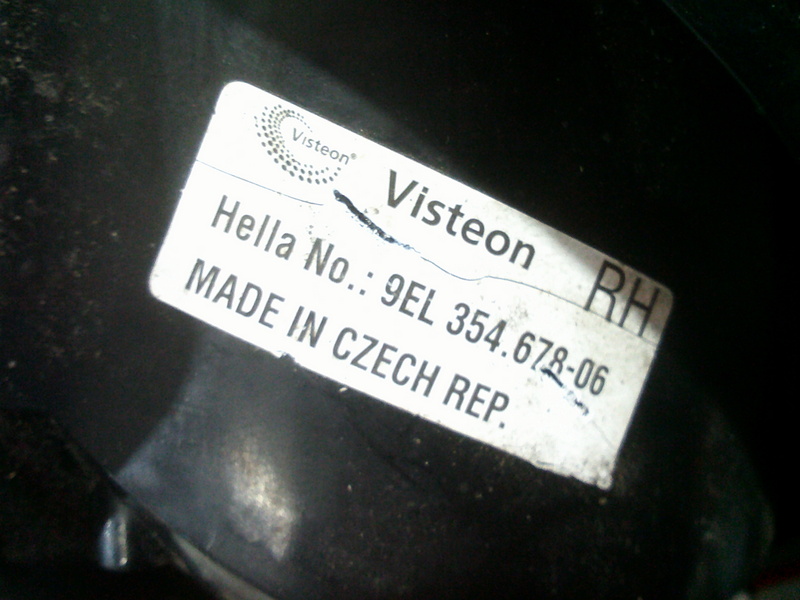 Visteon®
Visteon
RH
Hella No.: 9EL 354.678-06
MADE IN CZECH REP.